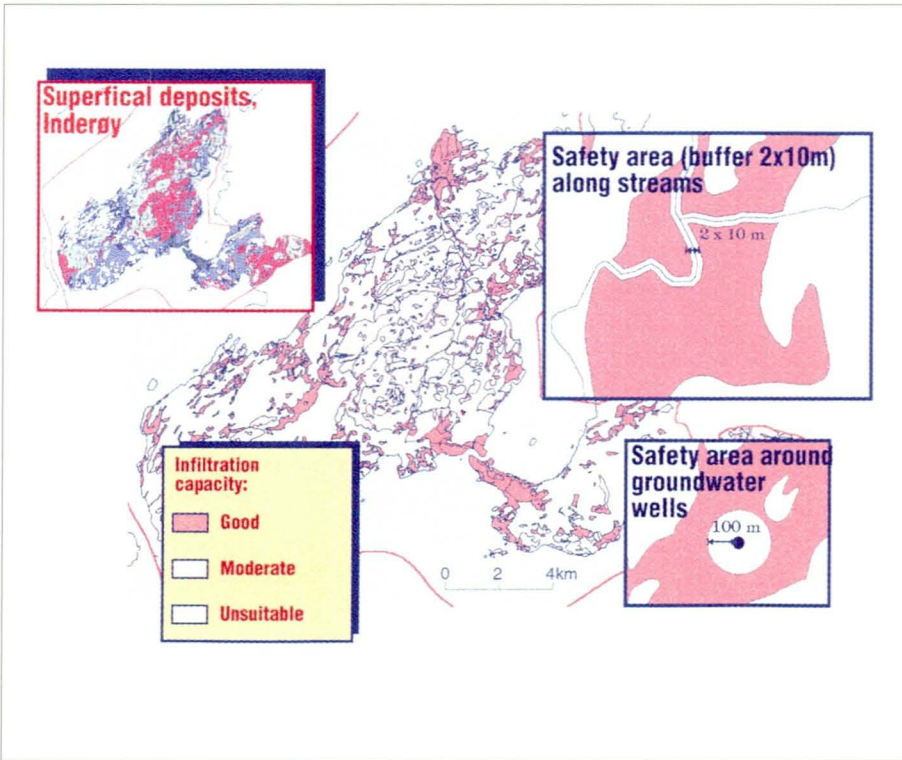 Superfical deposits,
Inderøy
Safety area (buffer 2x10m)
along streams
2 x 10 m
Safety area around
groundwater
wells
100 m
Infiltration
capacity:
Good
Moderate
Unsuitable
0 2 4km